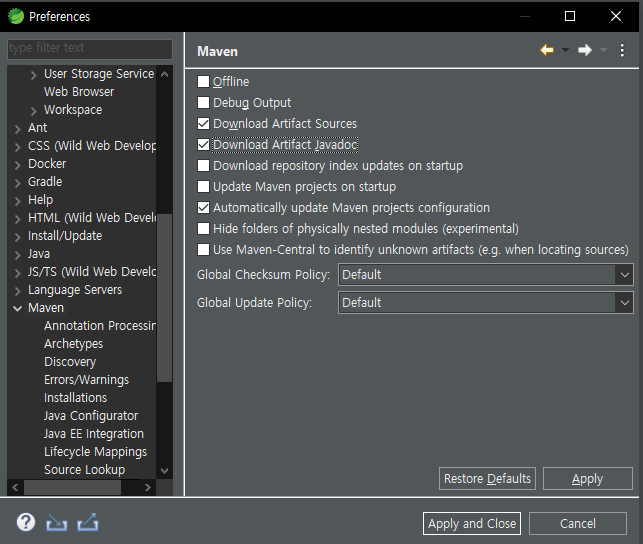 Preferences
type filter text
User Storage Service
Web Browser
Workspace
Ant
CSS (Wild Web Develop
Docker
Gradle
Help
HTML (Wild Web Develo
Install/Update
Java
JS/TS (Wild Web Develo
Language Servers
Maven
Annotation Processin
Archetypes
Discovery
Errors/Warnings
Installations
Java Configurator
Java EE Integration
Lifecycle Mappings
Source Lookup
Maven
Offline
Debug Output
Download Artifact Sources
Download Artifact Javadoc
Download repository index updates on startup
Update Maven projects on startup
Automatically update Maven projects configuration
Hide folders of physically nested modules (experimental)
Use Maven-Central to identify unknown artifacts (e.g. when locating sources)
Global Checksum Policy: Default
Global Update Policy: Default
Restore Defaults Apply
? Apply and Close Cancel